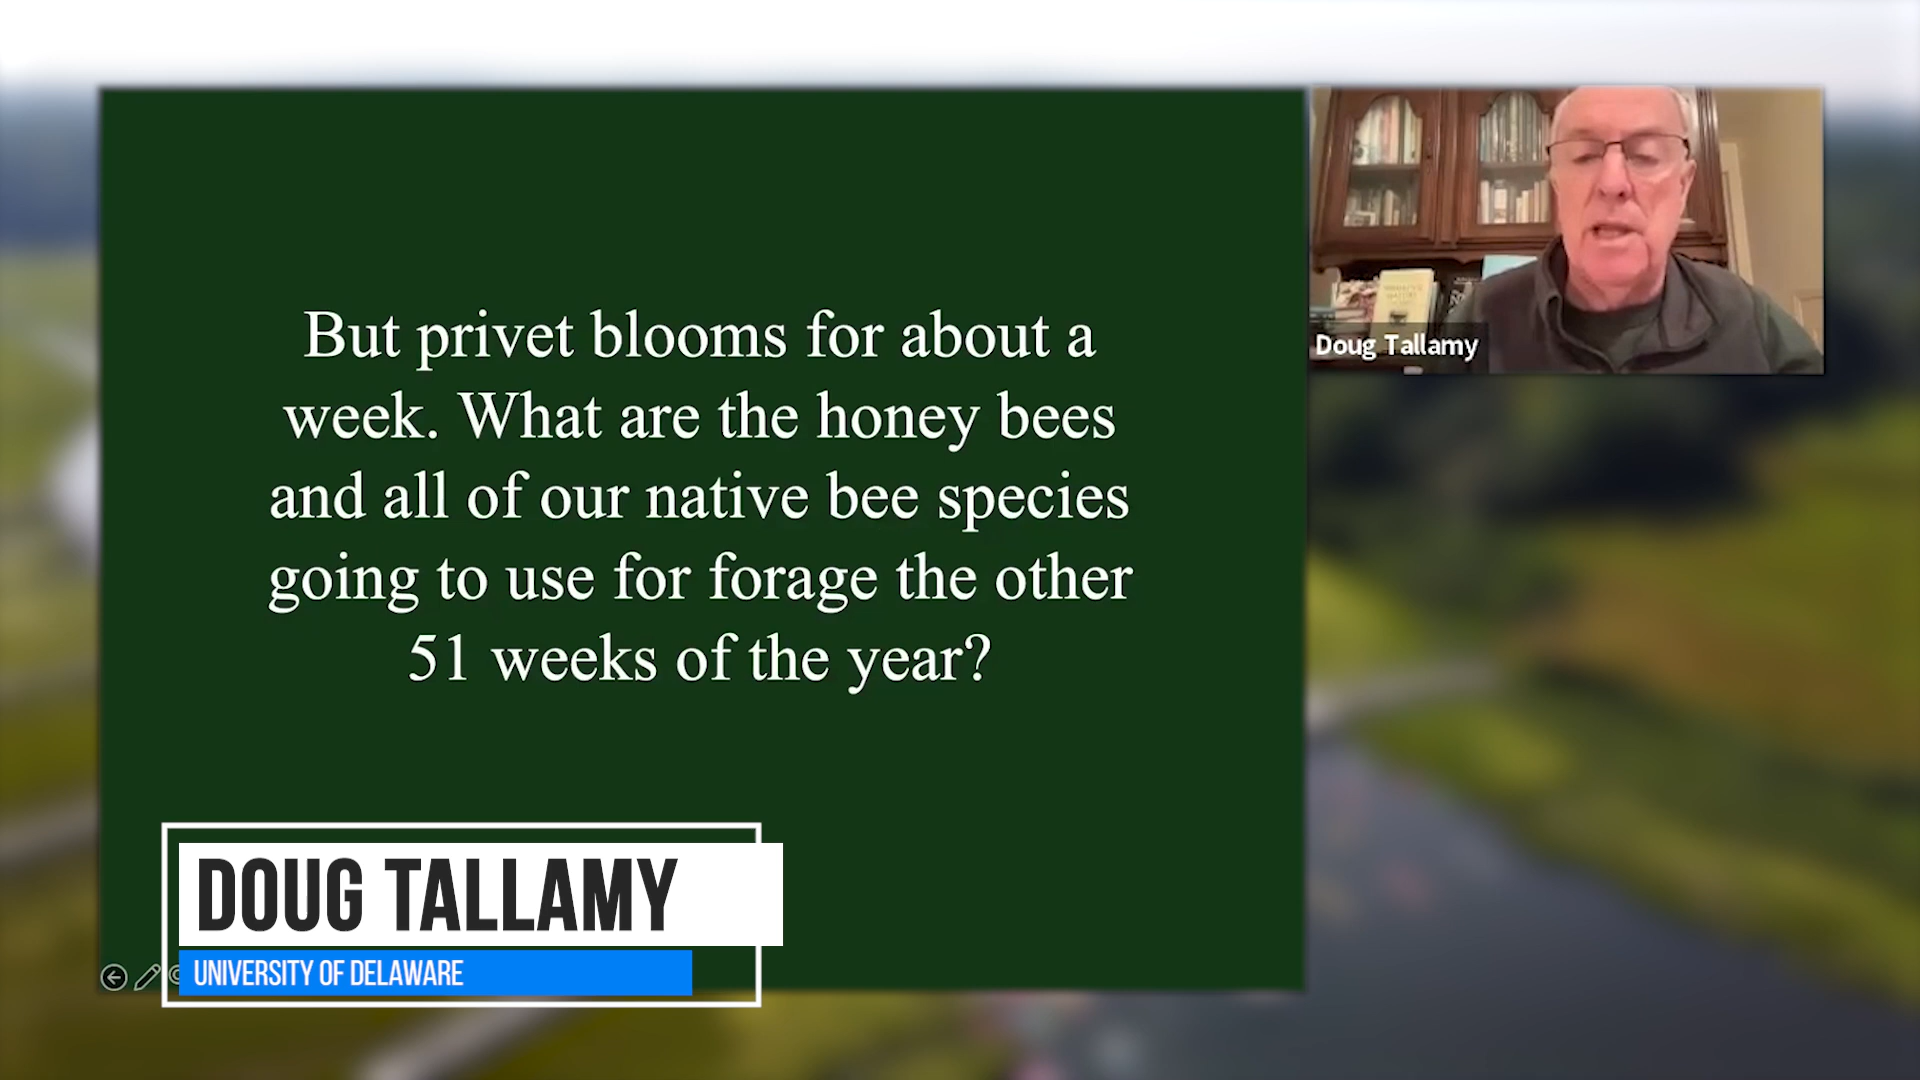 But privet blooms for about a
week. What are the honey bees
and all of our native bee species
going to use for forage the other
51 weeks of the year?
Doug Tallamy
DOUG TALLAMY
UNIVERSITY OF DELAWARE